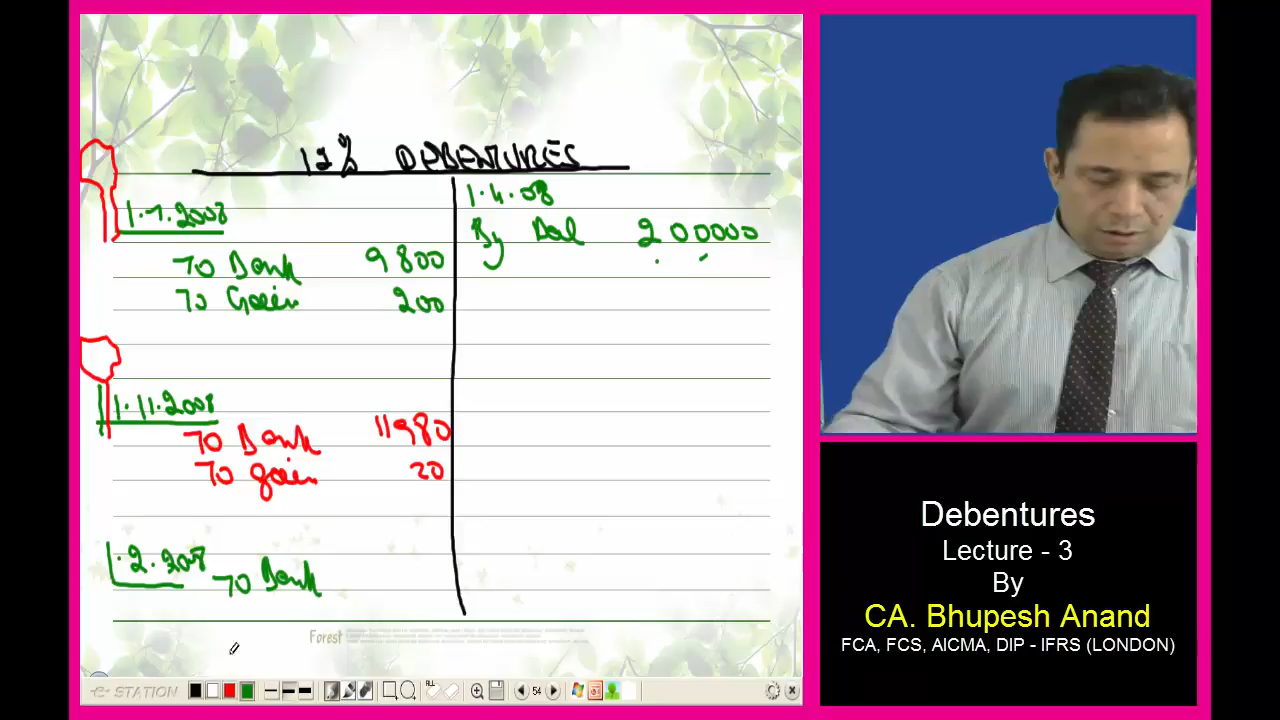 12% DEBENTURES
1.7.2008
TO Bank 9800
TO Gain 200
1.11.2008
TO Bank 11980
TO gain 20
1.2.2008
TO Bank
1.4.08
By Bal 200000
Forest
e-STATION
ALL
54
Debentures
Lecture - 3
By
CA. Bhupesh Anand
FCA, FCS, AICMA, DIP - IFRS (LONDON)